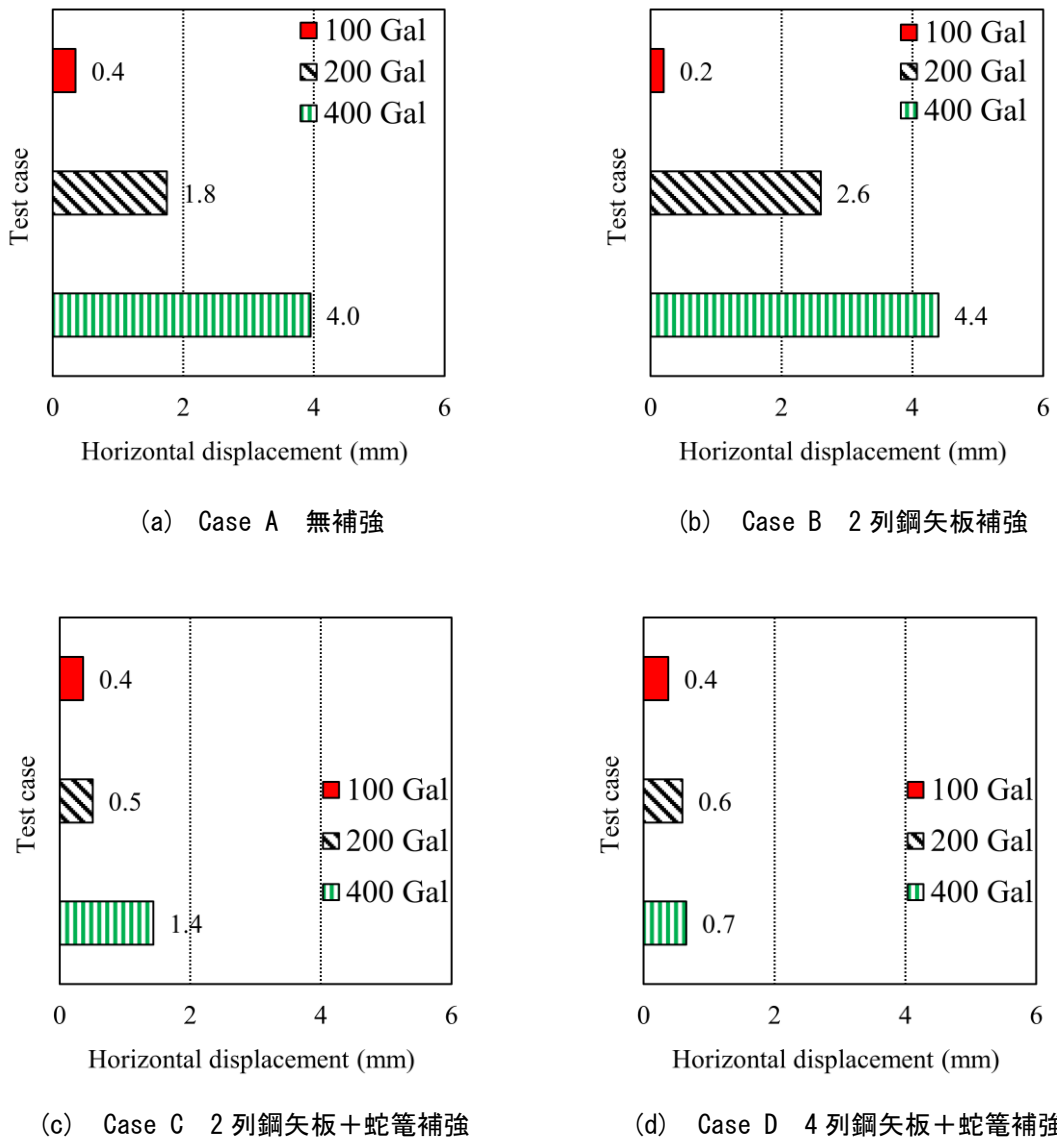 100 Gal
200 Gal
400 Gal
0.4
1.8
4.0
Test case
0 2 4 6
Horizontal displacement (mm)
(a) Case A 無補強
100 Gal
200 Gal
400 Gal
0.2
2.6
4.4
Test case
0 2 4 6
Horizontal displacement (mm)
(b) Case B 2列鋼矢板補強
0.4
0.5
1.4
100 Gal
200 Gal
400 Gal
Test case
0 2 4 6
Horizontal displacement (mm)
(c) Case C 2列鋼矢板＋蛇篭補強
0.4
0.6
0.7
100 Gal
200 Gal
400 Gal
Test case
0 2 4 6
Horizontal displacement (mm)
(d) Case D 4列鋼矢板＋蛇篭補強